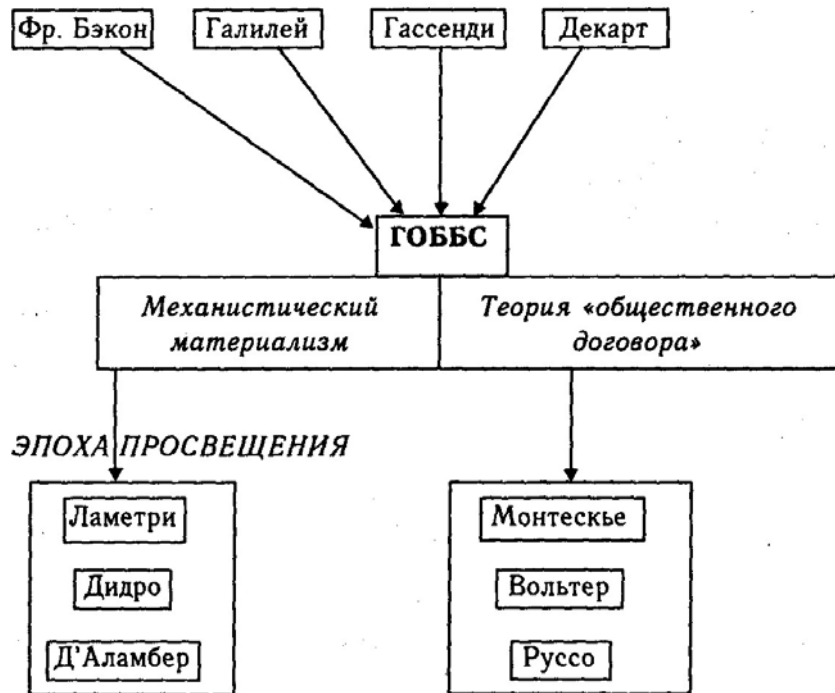 Фр. Бэкон Галилей Гассенди Декарт
ГОББС
Механистический
материализм
Теория «общественного
договора»
ЭПОХА ПРОСВЕЩЕНИЯ
Ламетри
Дидро
Д'Аламбер
Монтескье
Вольтер
Руссо